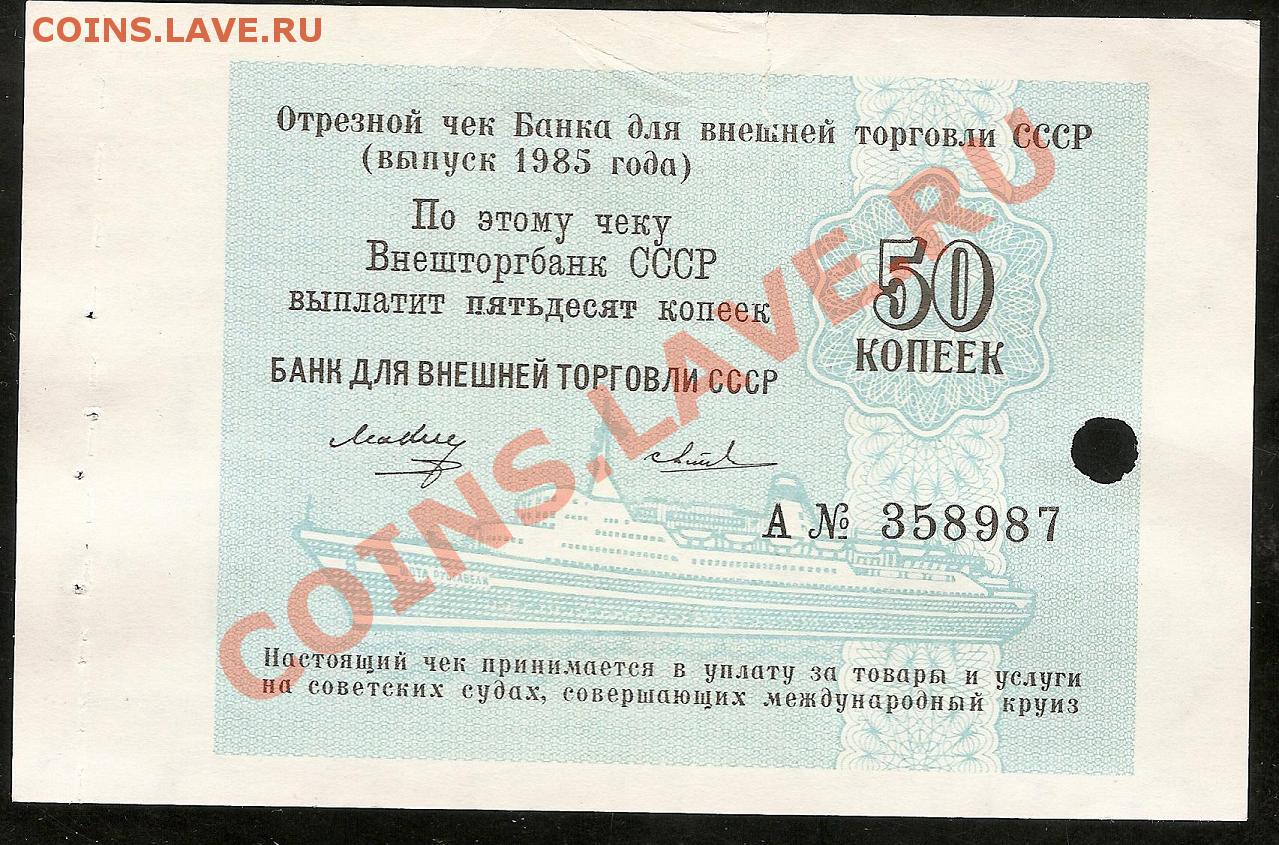 COINS.LAVE.RU
Отрезной чек Банка для внешней торговли СССР
(выпуск 1985 года)
По этому чеку
Внешторгбанк СССР
выплатит пятьдесят копеек
50
КОПЕЕК
БАНК ДЛЯ ВНЕШНЕЙ ТОРГОВЛИ СССР
А № 358987
Настоящий чек принимается в уплату за товары и услуги
на советских судах, совершающих международный круиз
COINS.LAVE.RU